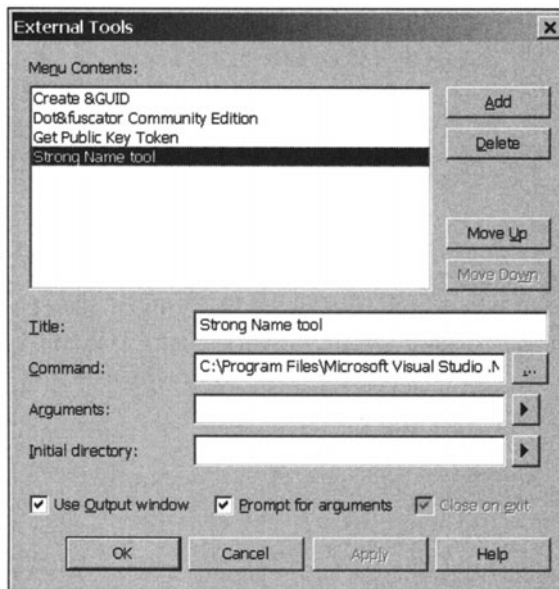 External Tools
Menu Contents:
Create &GUID
Dot&fuscator Community Edition
Get Public Key Token
Strong Name tool
Add
Delete
Move Up
Move Down
Title:
Strong Name tool
Command:
C:\Program Files\Microsoft Visual Studio .N
...
Arguments:
Initial directory:
Use Output window
Prompt for arguments
Close on exit
OK
Cancel
Apply
Help